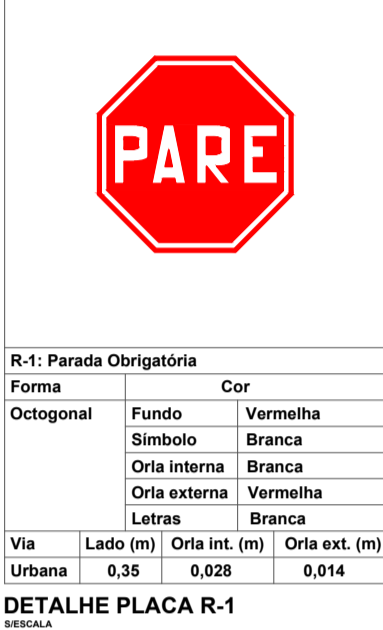 PARE
R-1: Parada Obrigatória
Forma Cor
Octogonal Fundo Vermelha
Símbolo Branca
Orla interna Branca
Orla externa Vermelha
Letras Branca
Via Lado (m) Orla int. (m) Orla ext. (m)
Urbana 0,35 0,028 0,014
DETALHE PLACA R-1
S/ESCALA